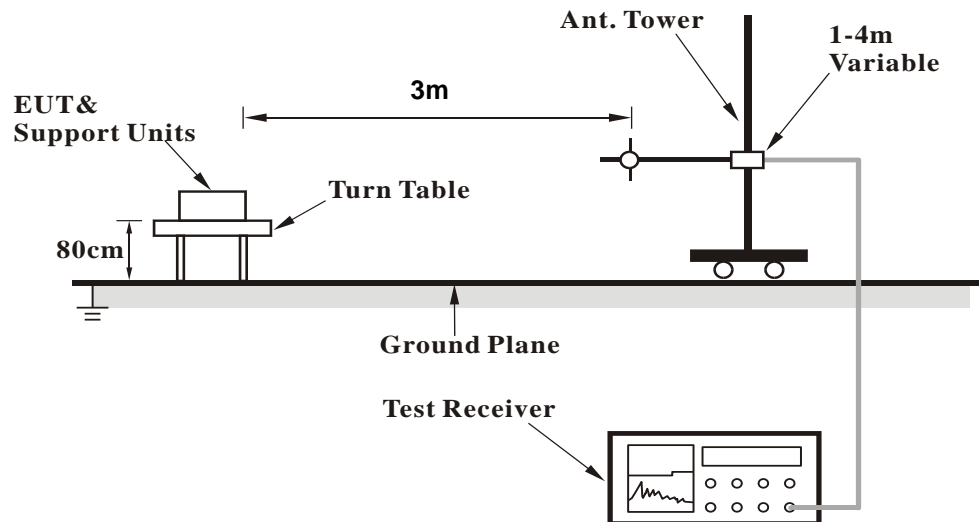 Ant. Tower
1-4m
Variable
3m
EUT&
Support Units
Turn Table
80cm
Ground Plane
Test Receiver